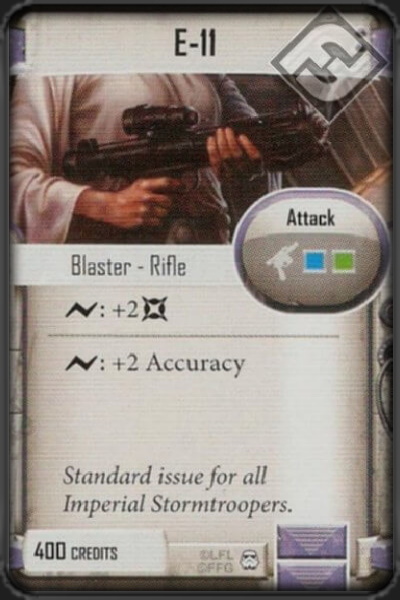 E-11
Attack
Blaster - Rifle
: +2
: +2 Accuracy
Standard issue for all
Imperial Stormtroopers.
400 CREDITS
©LFL
©FFG